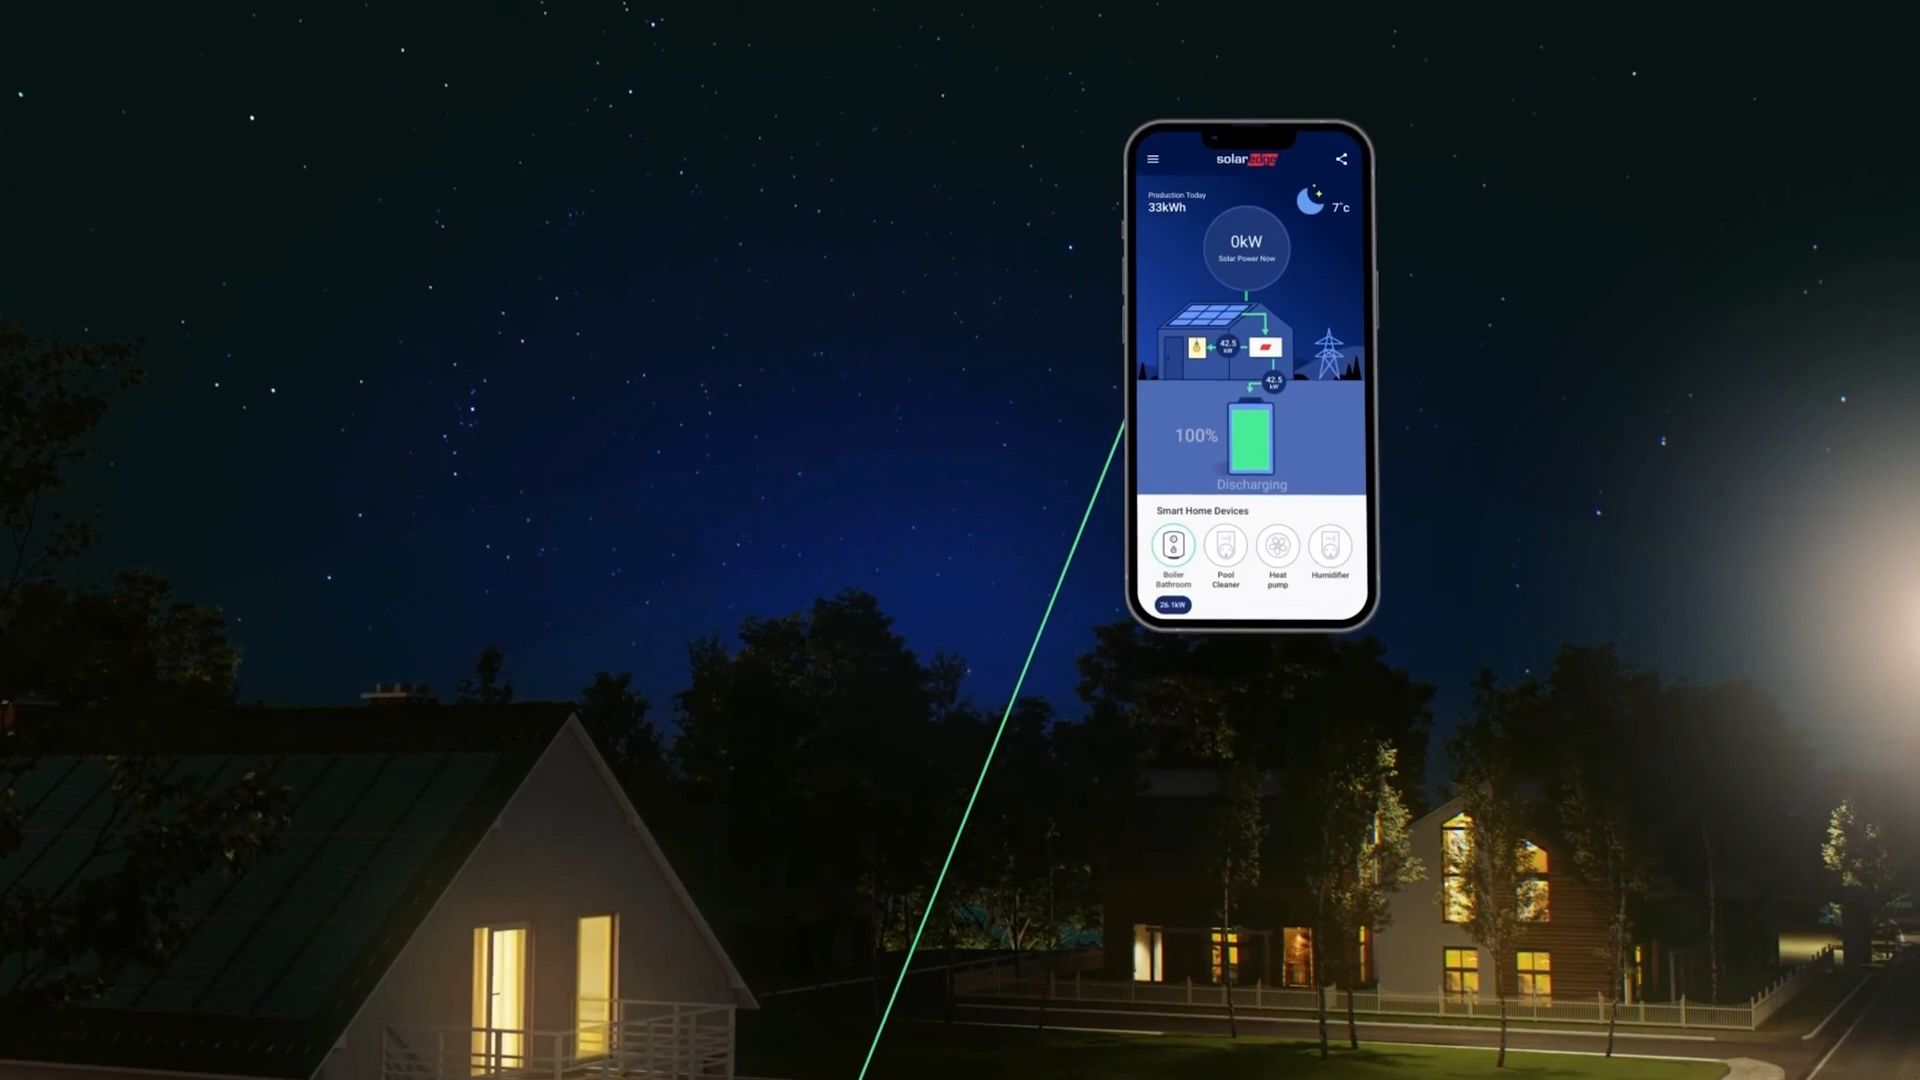 solaredge
Production Today
33kWh
7°c
0kW
Solar Power Now
42.5
kW
42.5
kW
100%
Discharging
Smart Home Devices
Boiler
Bathroom
Pool
Cleaner
Heat
pump
Humidifier
26.1kW